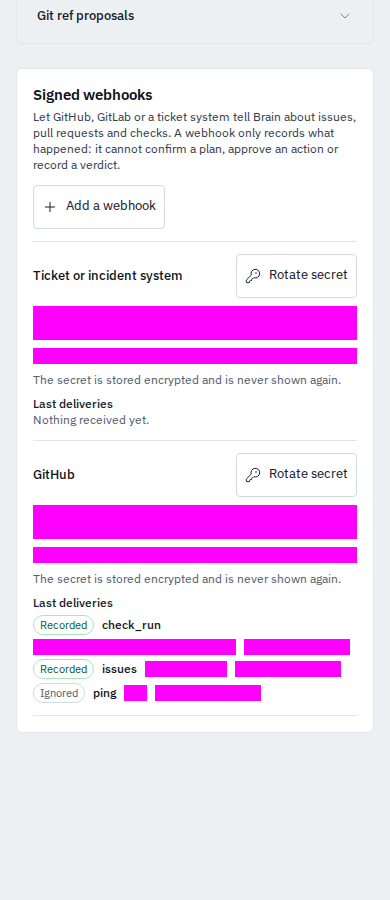 Git ref proposals
Signed webhooks
Let GitHub, GitLab or a ticket system tell Brain about issues,
pull requests and checks. A webhook only records what
happened: it cannot confirm a plan, approve an action or
record a verdict.
Add a webhook
Ticket or incident system
Rotate secret
The secret is stored encrypted and is never shown again.
Last deliveries
Nothing received yet.
GitHub
Rotate secret
The secret is stored encrypted and is never shown again.
Last deliveries
Recorded check_run
Recorded issues
Ignored ping